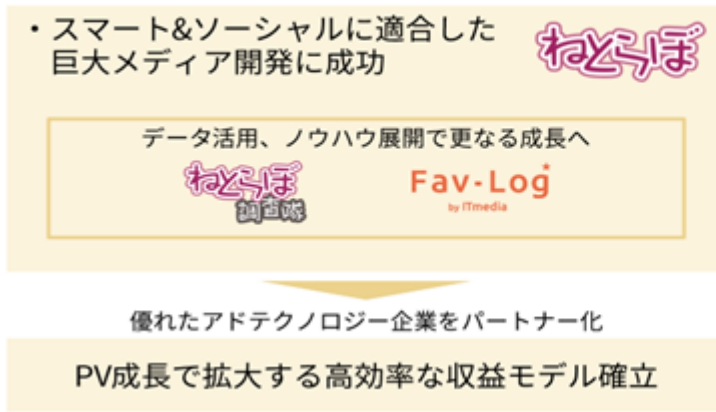 ・スマート&ソーシャルに適合した
巨大メディア開発に成功
ねとらぼ
データ活用、ノウハウ展開で更なる成長へ
ねとらぼ
調査隊
Fav-Log
by ITmedia
優れたアドテクノロジー企業をパートナー化
PV成長で拡大する高効率な収益モデル確立